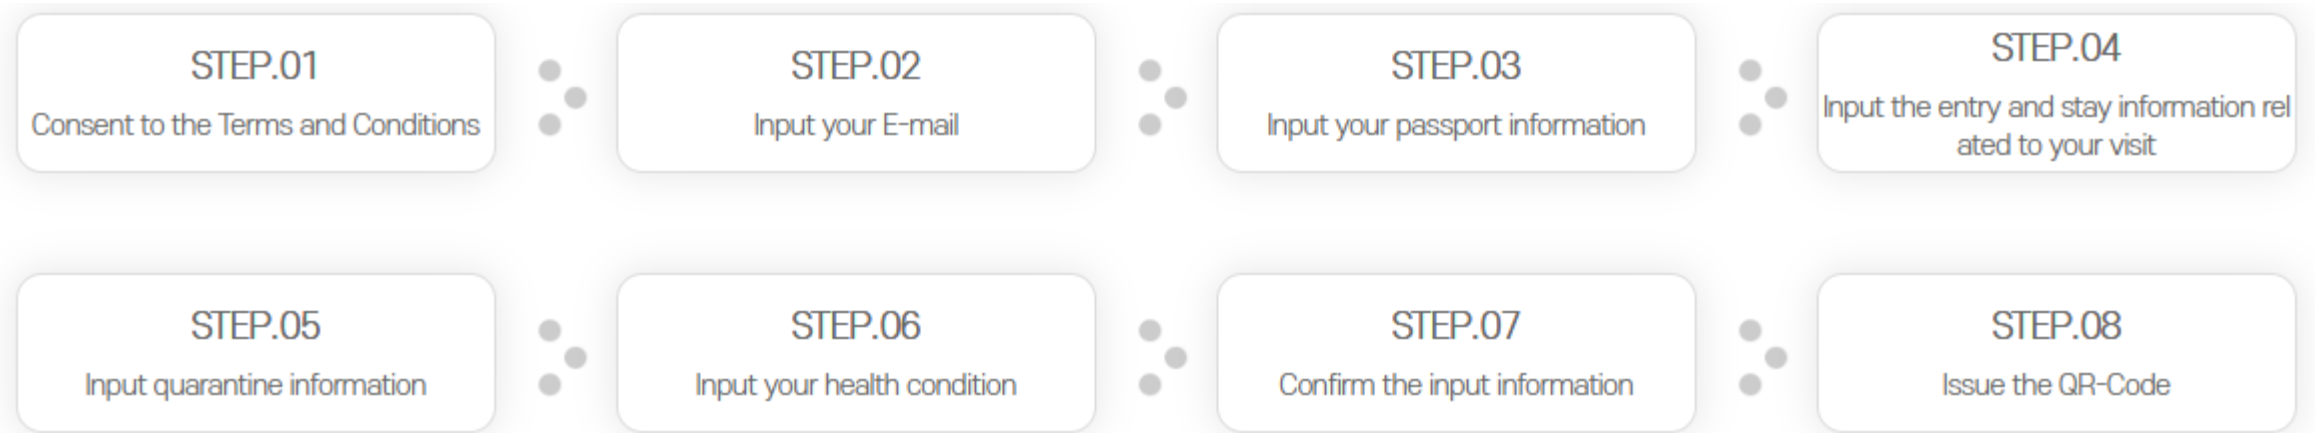 STEP.01
Consent to the Terms and Conditions
STEP.02
Input your E-mail
STEP.03
Input your passport information
STEP.04
Input the entry and stay information rel
ated to your visit
STEP.05
Input quarantine information
STEP.06
Input your health condition
STEP.07
Confirm the input information
STEP.08
Issue the QR-Code